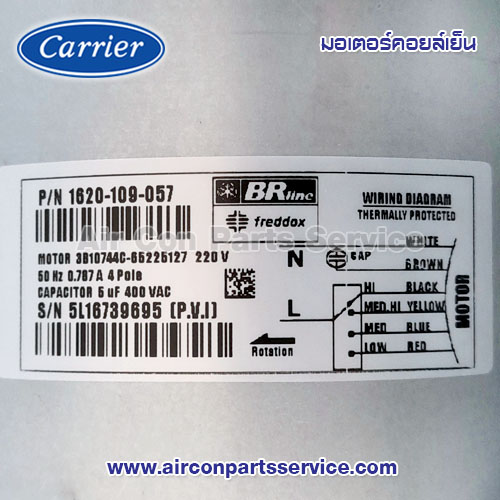 Carrier
มอเตอร์คอยล์เย็น
P/N 1620-109-057
BRline
freddox
MOTOR 3B10744C-65225127 220 V
50 Hz 0.787 A 4 Pole
CAPACITOR 5 uF 400 VAC
S/N 5L16739695 (P.V.I)
Rotation
WIRING DIAGRAM
THERMALLY PROTECTED
WHITE
N
CAP
BROWN
HI BLACK
L
MED.HI YELLOW
MED BLUE
LOW RED
MOTOR
Air Con Parts Service
www.airconpartsservice.com